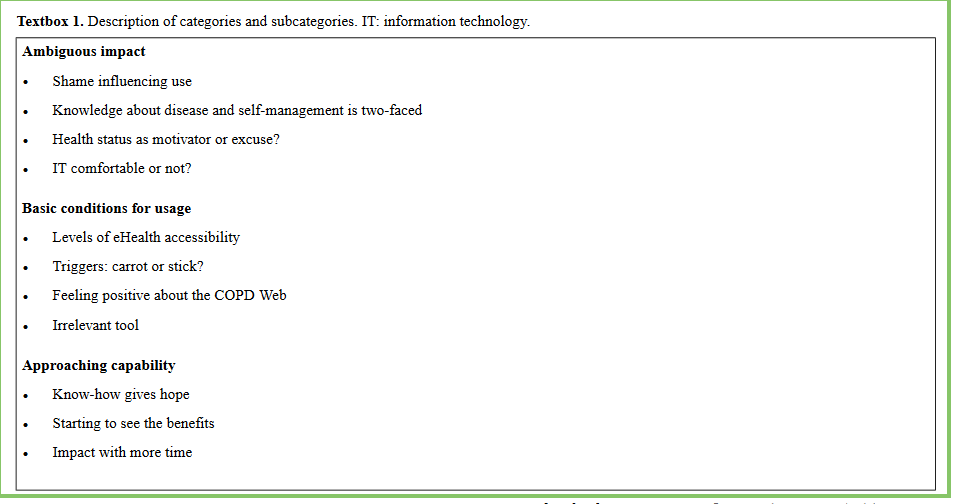 Textbox 1. Description of categories and subcategories. IT: information technology.
Ambiguous impact
• Shame influencing use
• Knowledge about disease and self-management is two-faced
• Health status as motivator or excuse?
• IT comfortable or not?
Basic conditions for usage
• Levels of eHealth accessibility
• Triggers: carrot or stick?
• Feeling positive about the COPD Web
• Irrelevant tool
Approaching capability
• Know-how gives hope
• Starting to see the benefits
• Impact with more time